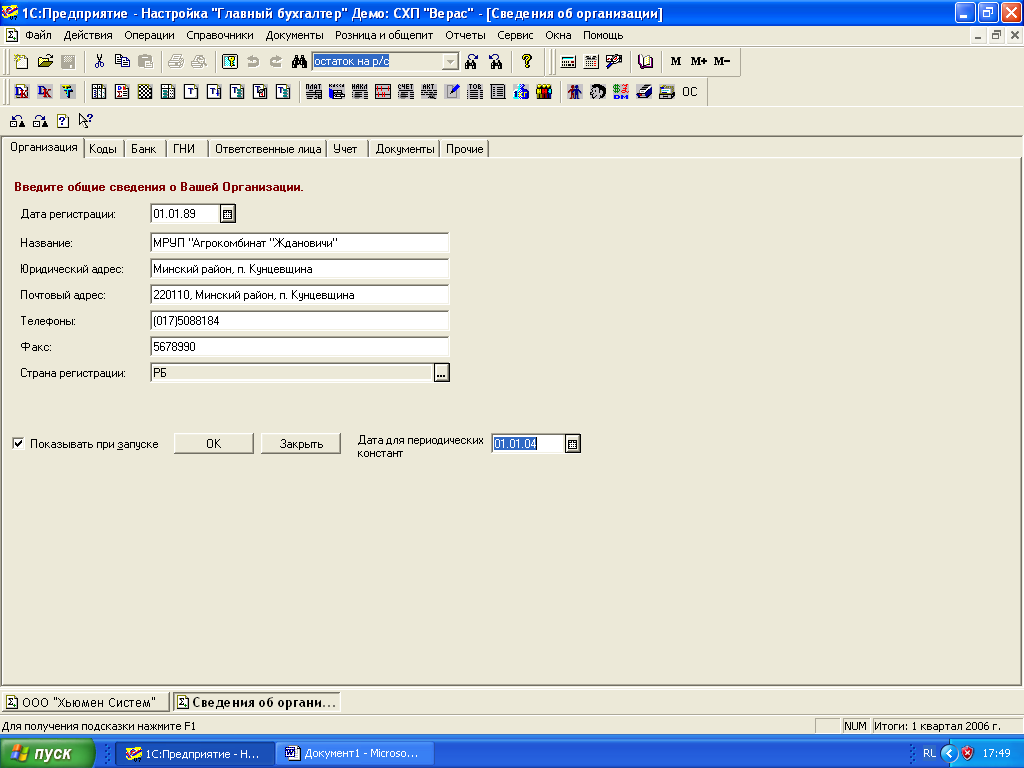 1С:Предприятие - Настройка "Главный бухгалтер" Демо: СХП "Верас" - [Сведения об организации]
Файл Действия Операции Справочники Документы Розница и общепит Отчеты Сервис Окна Помощь
остаток на р/с М М+ М-
ОС
Организация Коды Банк ГНИ Ответственные лица Учет Документы Прочие
Введите общие сведения о Вашей Организации.
Дата регистрации: 01.01.89
Название: МРУП "Агрокомбинат "Ждановичи"
Юридический адрес: Минский район, п. Кунцевщина
Почтовый адрес: 220110, Минский район, п. Кунцевщина
Телефоны: (017)5088184
Факс: 5678990
Страна регистрации: РБ ...
Показывать при запуске OK Закрыть Дата для периодических 01.01.04
констант
ООО "Хьюмен Систем" Сведения об органи...
Для получения подсказки нажмите F1 NUM Итоги: 1 квартал 2006 г.
пуск 1С:Предприятие - Н... Документ1 - Microso... RL 17:49